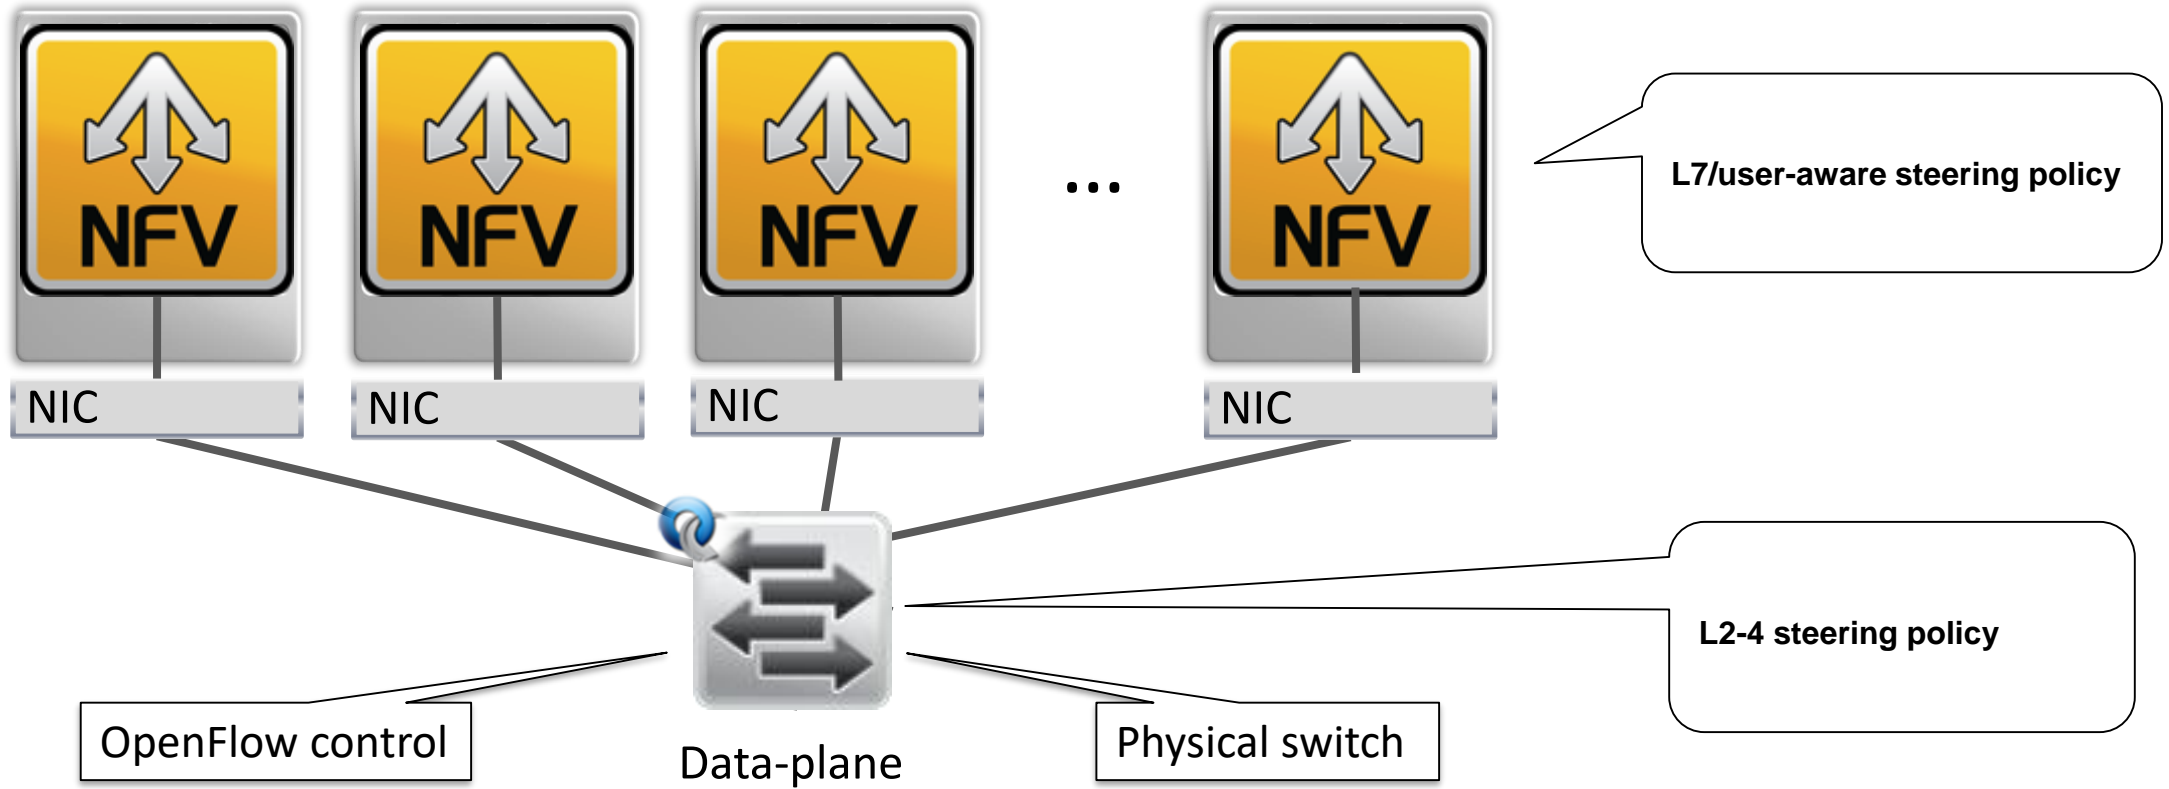 NFV
NFV
NFV
...
NFV
L7/user-aware steering policy
NIC
NIC
NIC
NIC
L2-4 steering policy
OpenFlow control
Data-plane
Physical switch